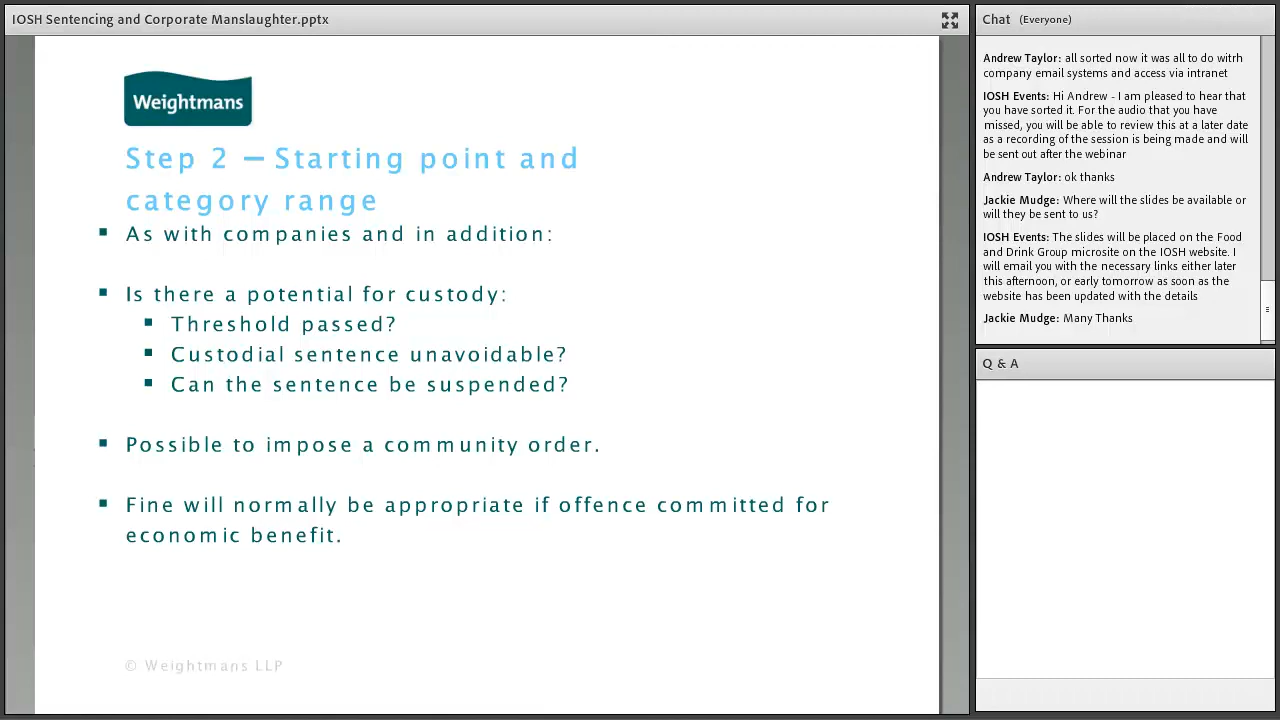 IOSH Sentencing and Corporate Manslaughter.pptx
Weightmans
Step 2 – Starting point and
category range
▪ As with companies and in addition:
▪ Is there a potential for custody:
▪ Threshold passed?
▪ Custodial sentence unavoidable?
▪ Can the sentence be suspended?
▪ Possible to impose a community order.
▪ Fine will normally be appropriate if offence committed for
economic benefit.
© Weightmans LLP
Chat (Everyone)
Andrew Taylor: all sorted now it was all to do witrh
company email systems and access via intranet
IOSH Events: Hi Andrew - I am pleased to hear that
you have sorted it. For the audio that you have
missed, you will be able to review this at a later date
as a recording of the session is being made and will
be sent out after the webinar
Andrew Taylor: ok thanks
Jackie Mudge: Where will the slides be available or
will they be sent to us?
IOSH Events: The slides will be placed on the Food
and Drink Group microsite on the IOSH website. I
will email you with the necessary links either later
this afternoon, or early tomorrow as soon as the
website has been updated with the details
Jackie Mudge: Many Thanks
Q & A